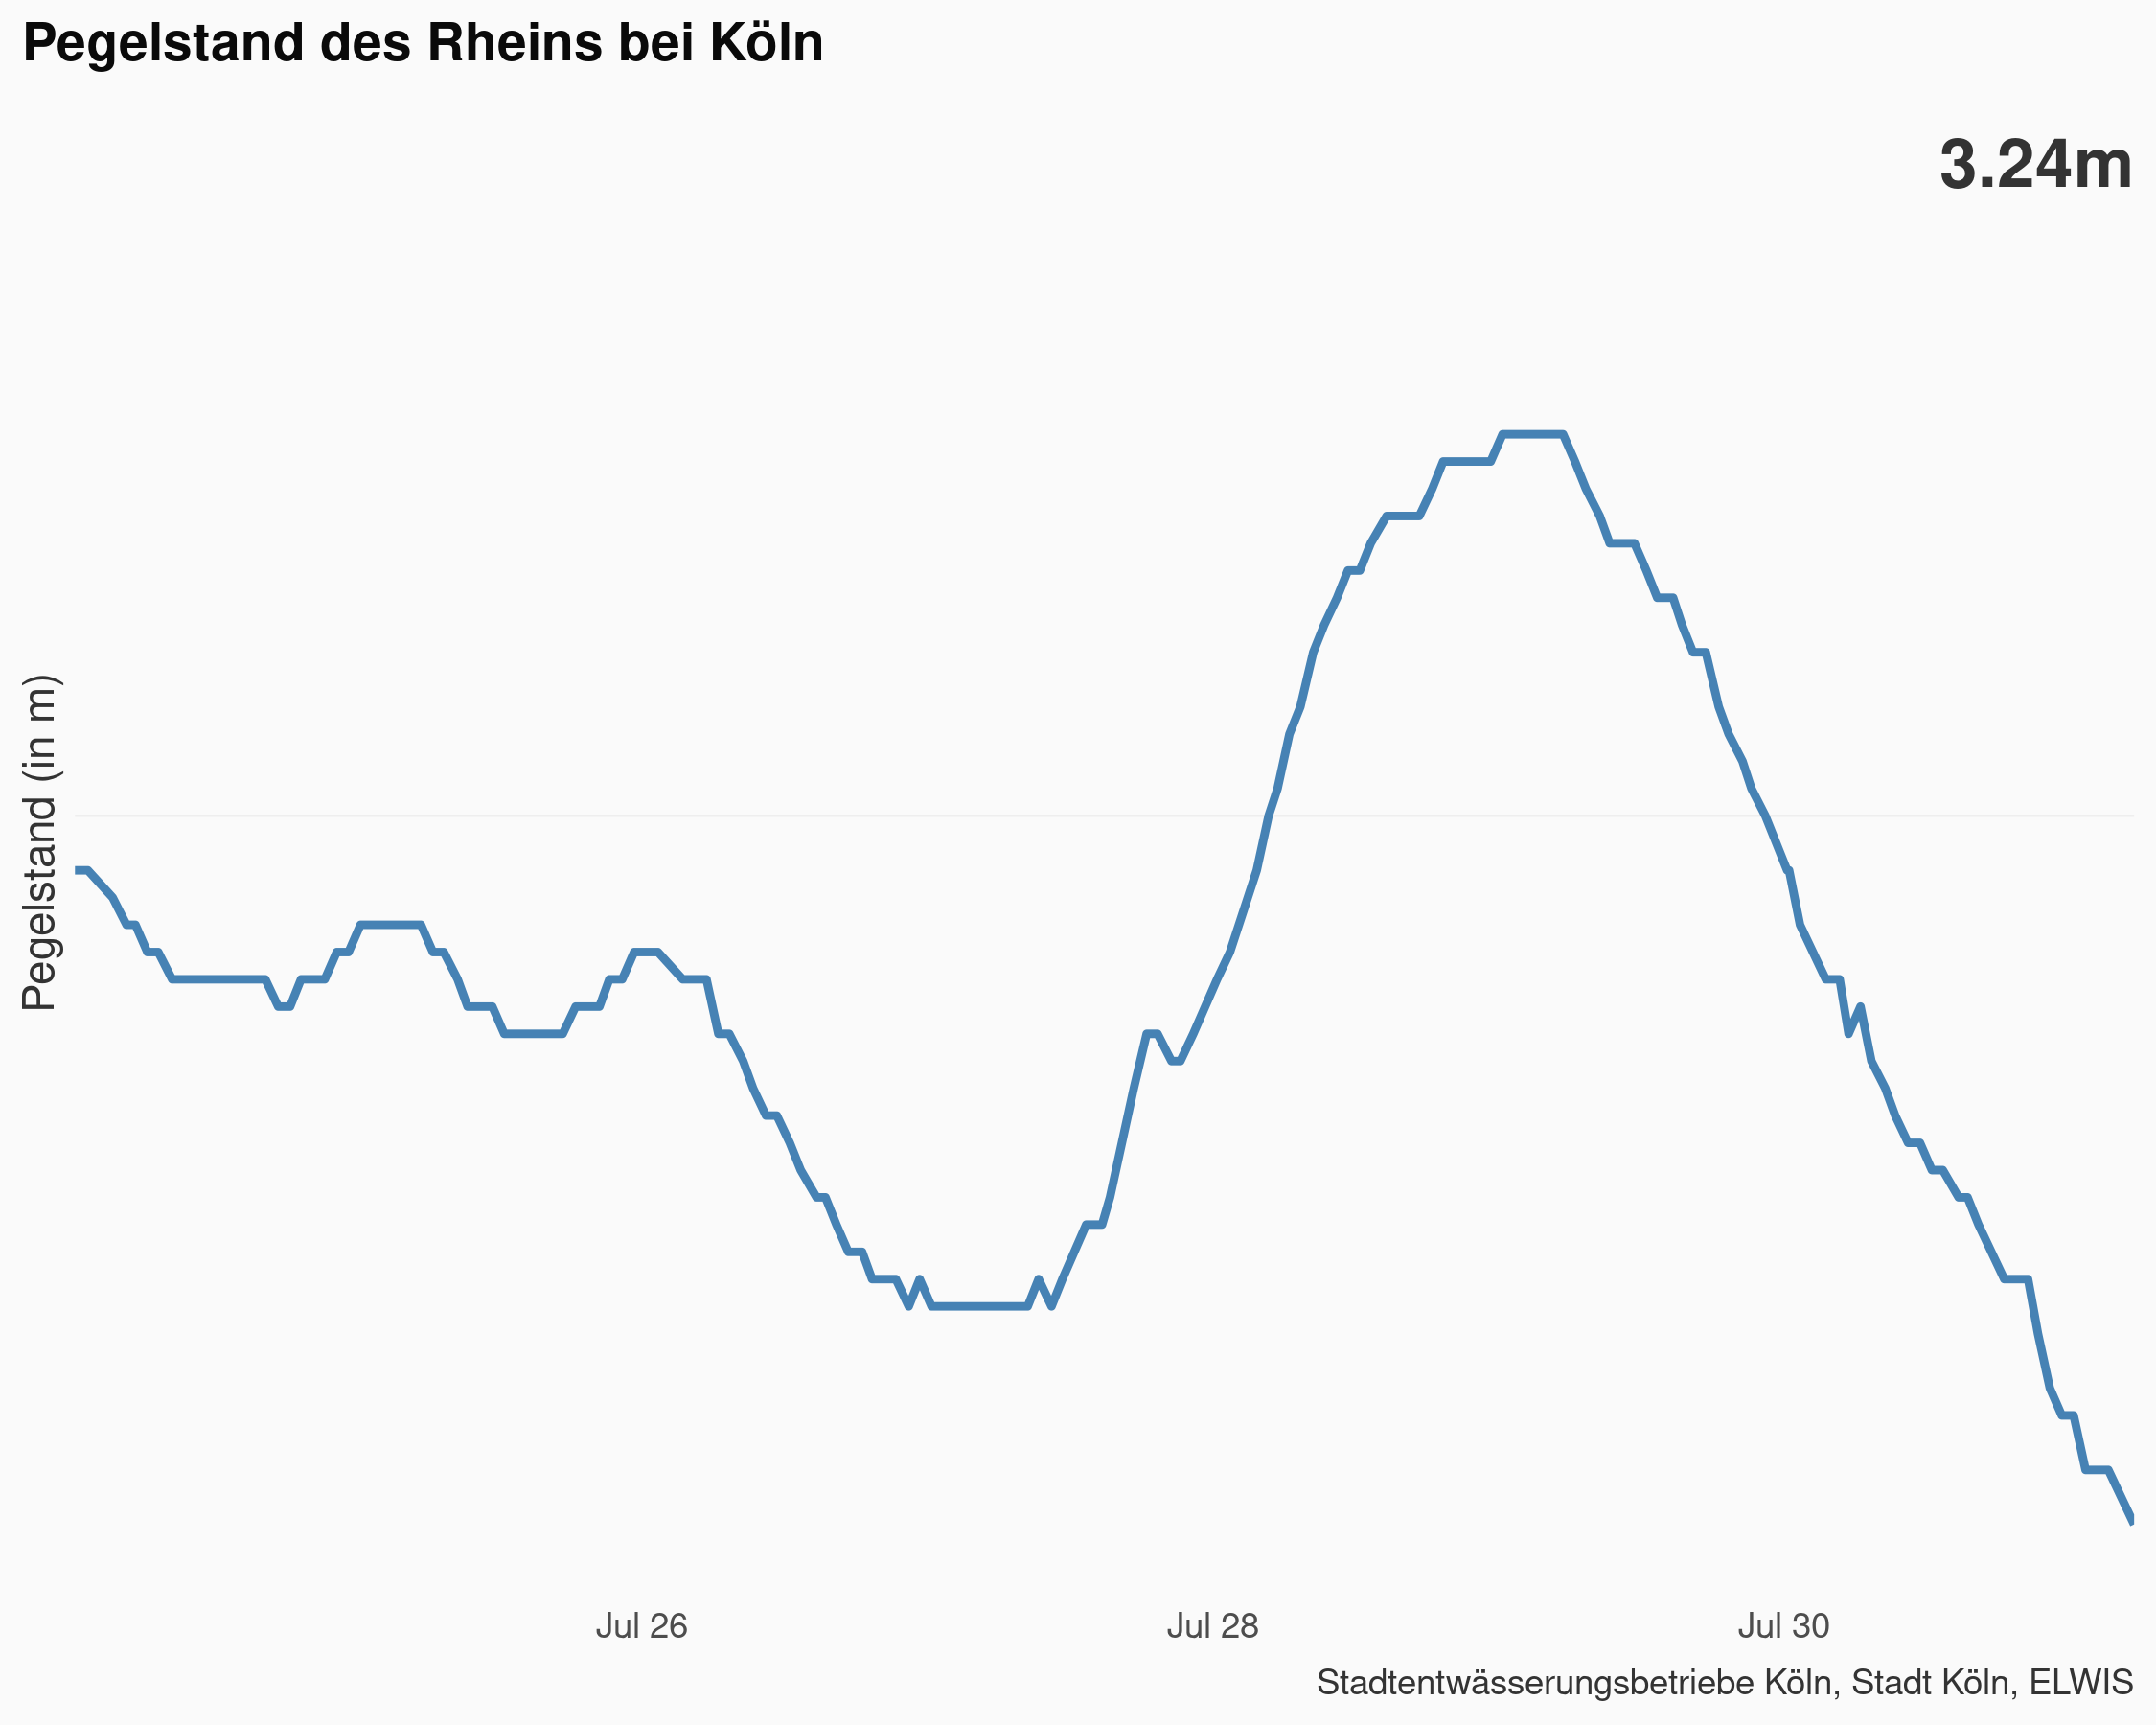 Pegelstand des Rheins bei Köln
3.24m
Pegelstand (in m)
Jul 26
Jul 28
Jul 30
Stadtentwässerungsbetriebe Köln, Stadt Köln, ELWIS